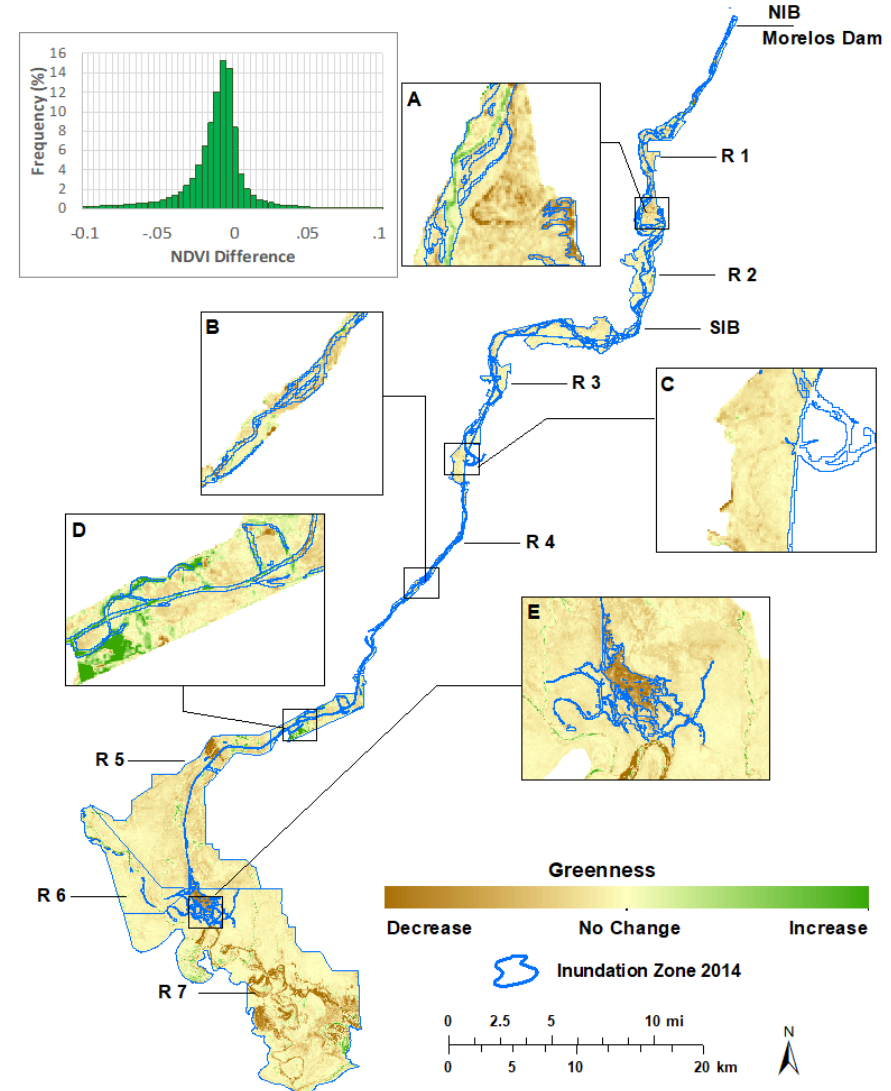 NIB
Morelos Dam
16
14
12
10
8
6
4
2
0
Frequency (%)
-0.1
-.05
0
.05
.1
NDVI Difference
A
R 1
R 2
SIB
B
R 3
C
D
R 4
E
R 5
R 6
R 7
Greenness
Decrease
No Change
Increase
Inundation Zone 2014
0 2.5 5 10 mi
0 5 10 20 km
N